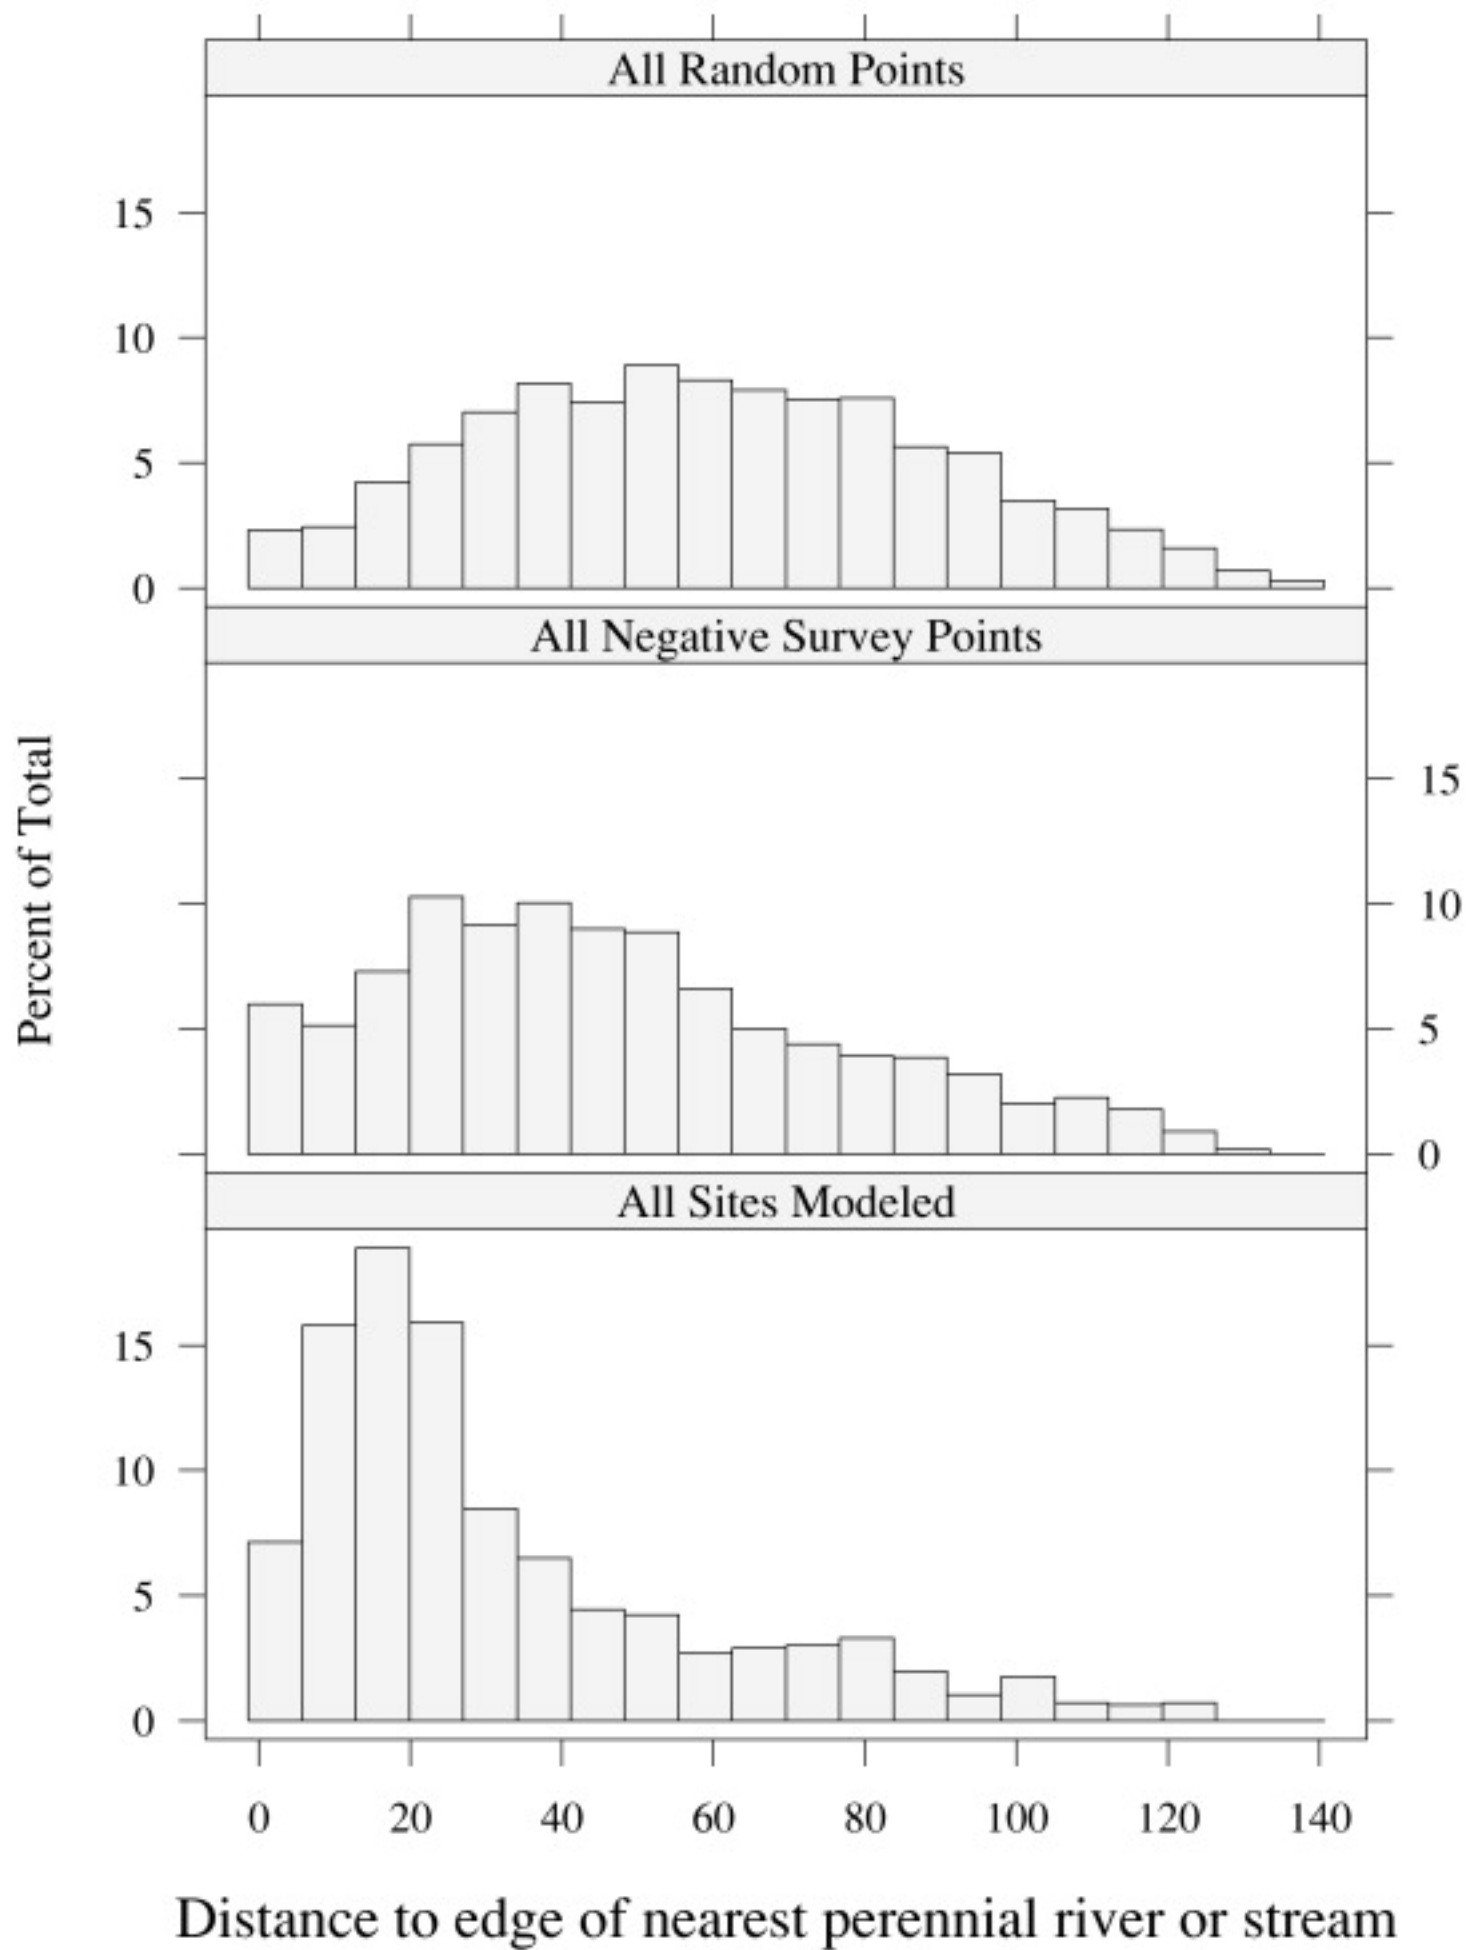 All Random Points
15
10
5
0
All Negative Survey Points
15
10
5
0
Percent of Total
All Sites Modeled
15
10
5
0
0 20 40 60 80 100 120 140
Distance to edge of nearest perennial river or stream